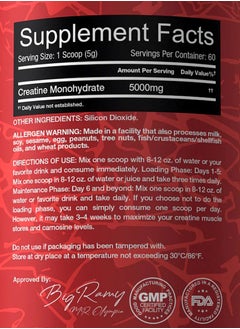 Supplement Facts
Serving Size: 1 Scoop (5g) Servings Per Container: 60
Amount Per Serving Daily Value%†
Creatine Monohydrate 5000mg ††
†† Daily Value not established.
OTHER INGREDIENTS: Silicon Dioxide.
ALLERGEN WARNING: Made in a facility that also processes milk,
soy, sesame, egg, peanuts, tree nuts, fish/crustaceans/shellfish
oils, and wheat products.
DIRECTIONS OF USE: Mix one scoop with 8-12 oz. of water or your
favorite drink and consume immediately. Loading Phase: Days 1-5:
Mix one scoop in 8-12 oz. of water or juice and take three times daily.
Maintenance Phase: Day 6 and beyond: Mix one scoop in 8-12 oz. of
water or favorite drink and take daily. If you choose not to do the
loading phase, you can simply consume one scoop per day.
However, it may take 3-4 weeks to maximize your creatine muscle
stores and carnosine levels.
Do not use if packaging has been tampered with.
Store at dry place at a temperature not exceeding 30°C/86°F.
Approved By:
Big Ramy
MR. Olympia
GMP
CERTIFIED
FACILITY
FDA